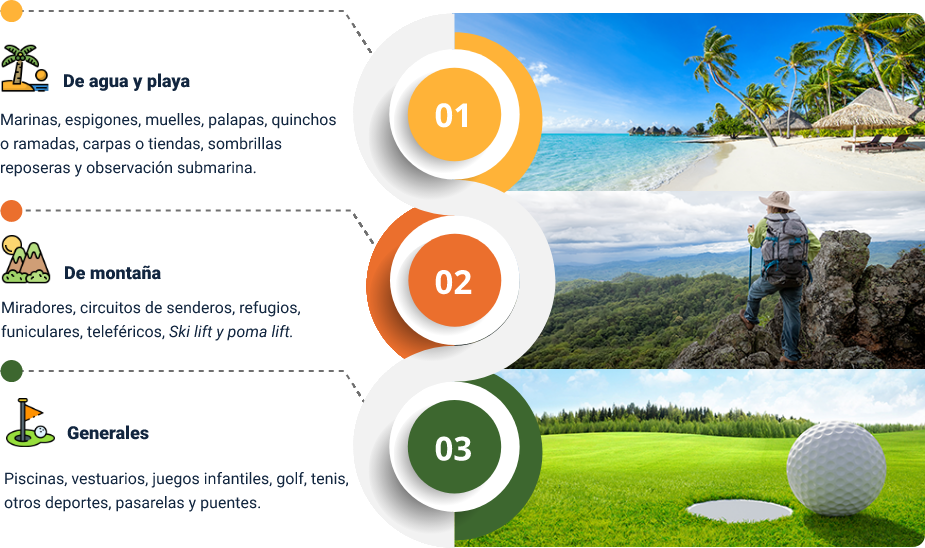 De agua y playa
Marinas, espigones, muelles, palapas, quinchos
o ramadas, carpas o tiendas, sombrillas
reposeras y observación submarina.
01
De montaña
Miradores, circuitos de senderos, refugios,
funiculares, teleféricos, Ski lift y poma lift.
02
Generales
Piscinas, vestuarios, juegos infantiles, golf, tenis,
otros deportes, pasarelas y puentes.
03